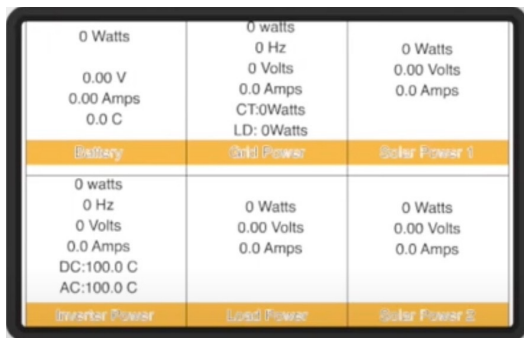 0 Watts
0.00 V
0.00 Amps
0.0 C
Battery
0 watts
0 Hz
0 Volts
0.0 Amps
CT:0Watts
LD: 0Watts
Grid Power
0 Watts
0.00 Volts
0.0 Amps
Solar Power 1
0 watts
0 Hz
0 Volts
0.0 Amps
DC:100.0 C
AC:100.0 C
Inverter Power
0 Watts
0.00 Volts
0.0 Amps
Load Power
0 Watts
0.00 Volts
0.0 Amps
Solar Power 2